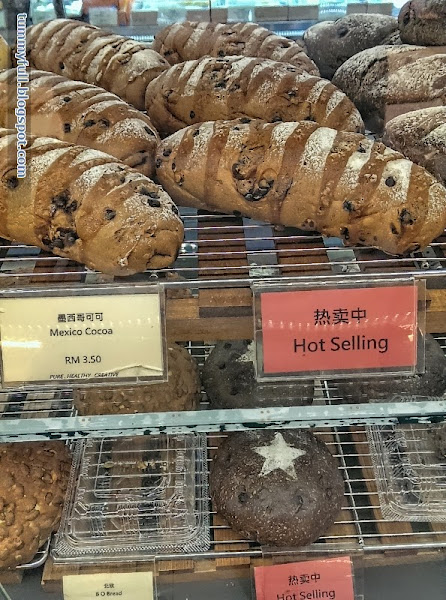 tummyfull.blogspot.com
墨西哥可可
Mexico Cocoa
RM 3.50
PURE . HEALTHY . CREATIVE
热卖中
Hot Selling
热卖中
Hot Selling